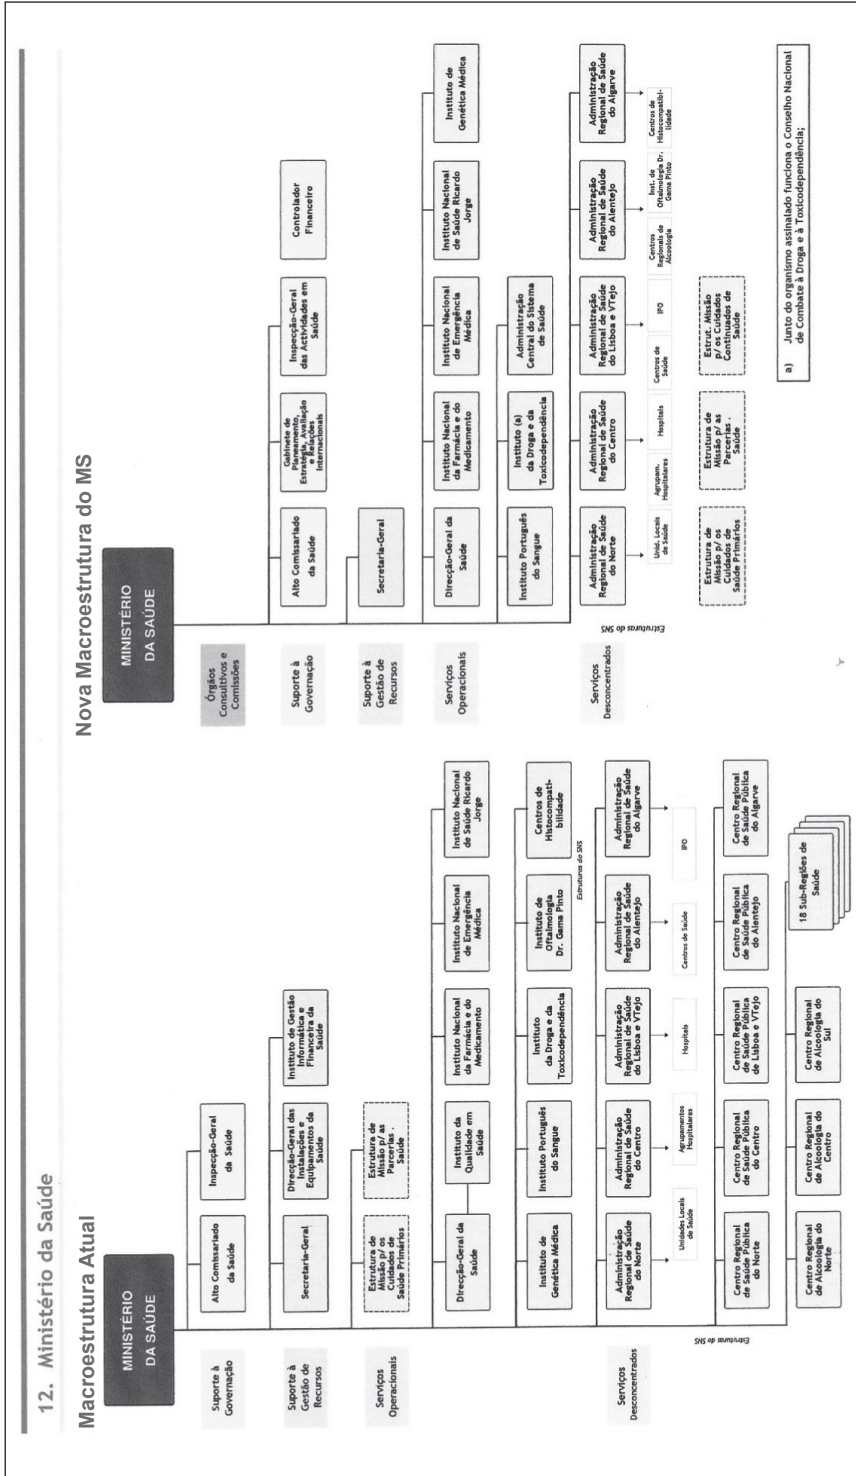 12. Ministério da Saúde
Macroestrutura Atual
MINISTÉRIO
DA SAÚDE
Suporte à
Governação
Alto Comissariado
da Saúde
Inspecção-Geral
da Saúde
Suporte à
Gestão de
Recursos
Secretaria-Geral
Direcção-Geral das
Instalações e
Equipamentos da
Saúde
Instituto de Gestão
Informática e
Financeira da
Saúde
Serviços
Operacionais
Estrutura de
Missão p/ os
Cuidados de
Saúde Primários
Estrutura de
Missão p/ as
Parcerias .
Saúde
Direcção-Geral da
Saúde
Instituto da
Qualidade em
Saúde
Instituto Nacional
da Farmácia e do
Medicamento
Instituto Nacional
de Emergência
Médica
Instituto Nacional
de Saúde Ricardo
Jorge
Instituto de
Genética Médica
Instituto Português
do Sangue
Instituto
da Droga e da
Toxicodependência
Instituto de
Oftalmologia
Dr. Gama Pinto
Centros de
Histocompati-
bilidade
Estruturas do SNS
Serviços
Desconcentrados
Administração
Regional de Saúde
do Norte
Administração
Regional de Saúde
do Centro
Administração
Regional de Saúde
do Lisboa e VTejo
Administração
Regional de Saúde
do Alentejo
Administração
Regional de Saúde
do Algarve
Unidades Locais
de Saúde
Agrupamentos
Hospitalares
Hospitais
Centros de Saúde
IPO
Estruturas do SNS
Centro Regional
de Saúde Pública
do Norte
Centro Regional
de Saúde Pública
do Centro
Centro Regional
de Saúde Pública
de Lisboa e VTejo
Centro Regional
de Saúde Pública
do Alentejo
Centro Regional
de Saúde Pública
do Algarve
Centro Regional
de Alcoologia do
Norte
Centro Regional
de Alcoologia do
Centro
Centro Regional
de Alcoologia do
Sul
18 Sub-Regiões de
Saúde
Nova Macroestrutura do MS
MINISTÉRIO
DA SAÚDE
Órgãos
Consultivos e
Comissões
Suporte à
Governação
Alto Comissariado
da Saúde
Gabinete de
Planeamento,
Estratégia, Avaliação
e Relações
Internacionais
Inspecção-Geral
das Actividades em
Saúde
Controlador
Financeiro
Suporte à
Gestão de
Recursos
Secretaria-Geral
Serviços
Operacionais
Direcção-Geral da
Saúde
Instituto Nacional
da Farmácia e do
Medicamento
Instituto Nacional
de Emergência
Médica
Instituto Nacional
de Saúde Ricardo
Jorge
Instituto de
Genética Médica
Instituto Português
do Sangue
Instituto (a)
da Droga e da
Toxicodependência
Administração
Central do Sistema
de Saúde
Serviços
Desconcentrados
Administração
Regional de Saúde
do Norte
Administração
Regional de Saúde
do Centro
Administração
Regional de Saúde
do Lisboa e VTejo
Administração
Regional de Saúde
do Alentejo
Administração
Regional de Saúde
do Algarve
Estruturas do SNS
Unid. Locais
de Saúde
Agrupam.
Hospitalares
Hospitais
Centros de
Saúde
IPO
Centros
Regionais de
Alcoologia
Inst. de
Oftalmologia Dr.
Gama Pinto
Centros de
Histocompatibi-
lidade
Estrutura de
Missão p/ os
Cuidados de
Saúde Primários
Estrutura de
Missão p/ as
Parcerias .
Saúde
Estrut. Missão
p/ os Cuidados
Continuados de
Saúde
a) Junto do organismo assinalado funciona o Conselho Nacional
de Combate à Droga e à Toxicodependência;